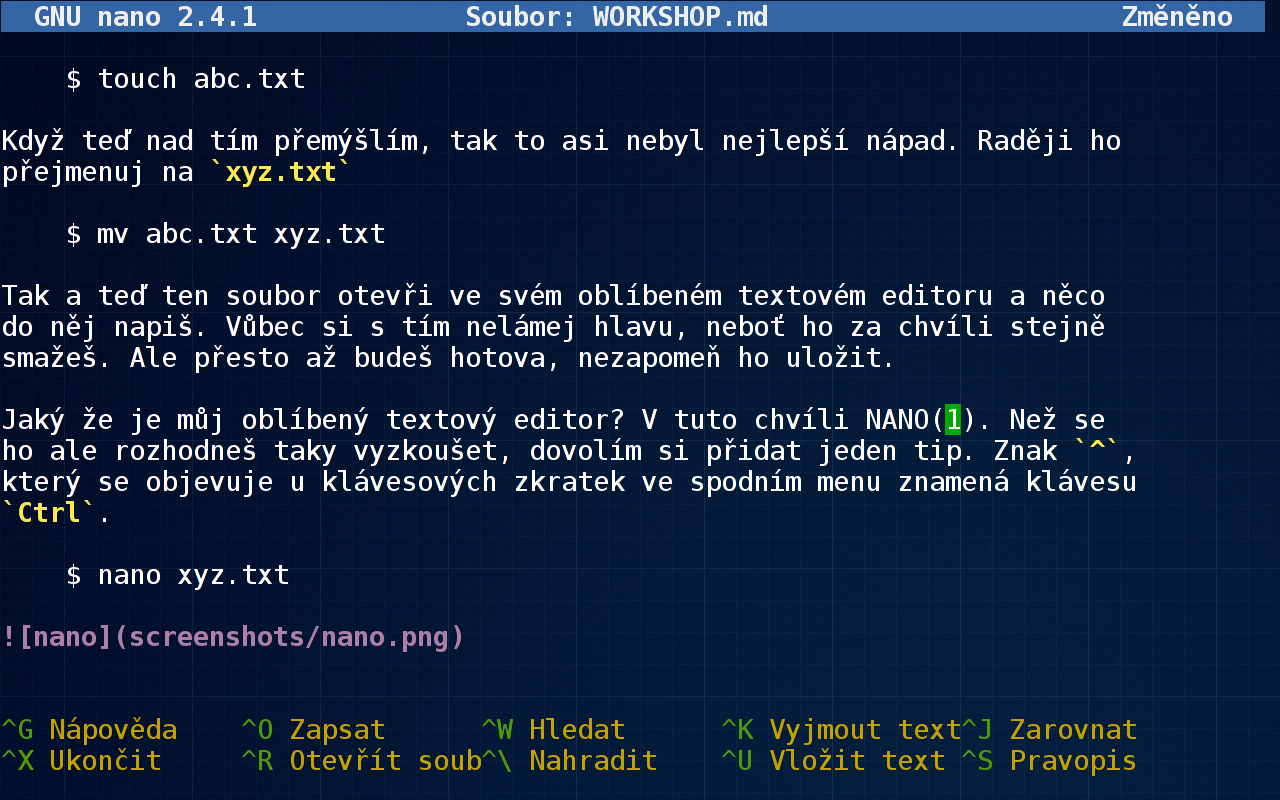 GNU nano 2.4.1 Soubor: WORKSHOP.md Změněno
$ touch abc.txt
Když teď nad tím přemýšlím, tak to asi nebyl nejlepší nápad. Raději ho
přejmenuj na `xyz.txt`
$ mv abc.txt xyz.txt
Tak a teď ten soubor otevři ve svém oblíbeném textovém editoru a něco
do něj napiš. Vůbec si s tím nelámej hlavu, neboť ho za chvíli stejně
smažeš. Ale přesto až budeš hotova, nezapomeň ho uložit.
Jaký že je můj oblíbený textový editor? V tuto chvíli NANO(1). Než se
ho ale rozhodneš taky vyzkoušet, dovolím si přidat jeden tip. Znak `^`,
který se objevuje u klávesových zkratek ve spodním menu znamená klávesu
`Ctrl`.
$ nano xyz.txt
![nano](screenshots/nano.png)
^G Nápověda ^O Zapsat ^W Hledat ^K Vyjmout text^J Zarovnat
^X Ukončit ^R Otevřít soub^\ Nahradit ^U Vložit text ^S Pravopis